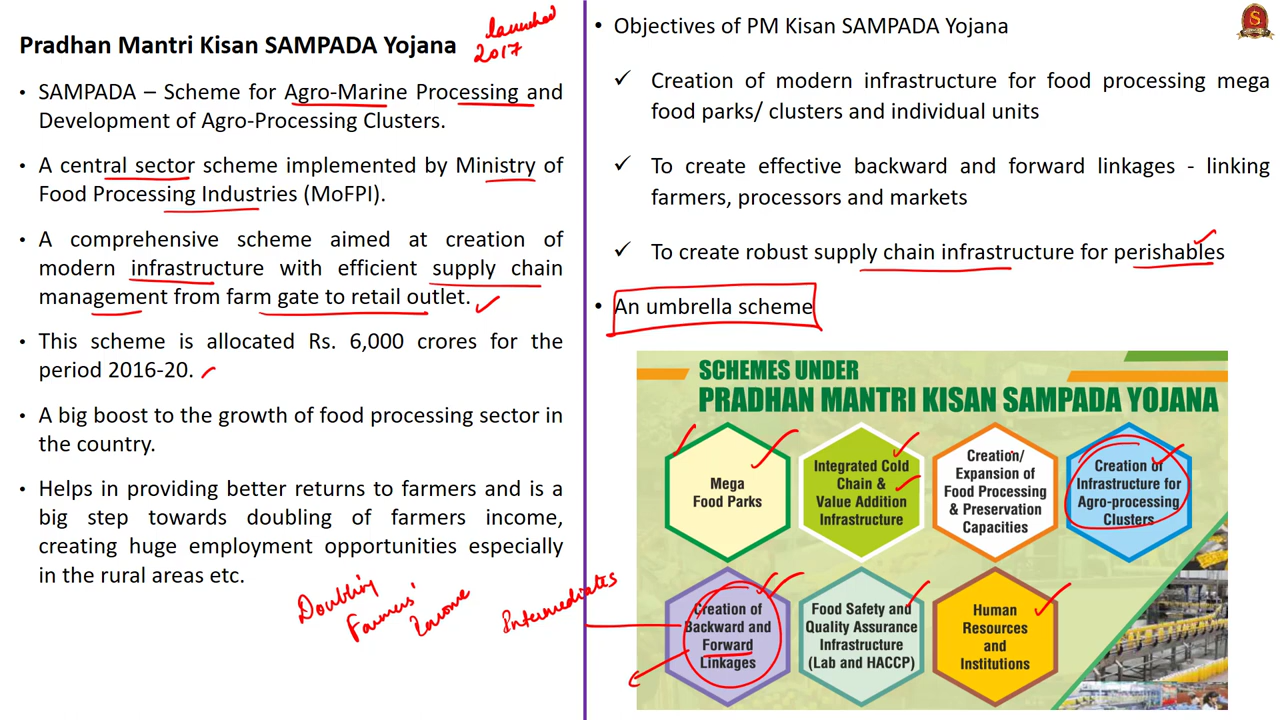 Pradhan Mantri Kisan SAMPADA Yojana
launched
2017
• SAMPADA – Scheme for Agro-Marine Processing and
Development of Agro-Processing Clusters.
• A central sector scheme implemented by Ministry of
Food Processing Industries (MoFPI).
• A comprehensive scheme aimed at creation of
modern infrastructure with efficient supply chain
management from farm gate to retail outlet.
• This scheme is allocated Rs. 6,000 crores for the
period 2016-20.
• A big boost to the growth of food processing sector in
the country.
• Helps in providing better returns to farmers and is a
big step towards doubling of farmers income,
creating huge employment opportunities especially
in the rural areas etc.
Doubling
Farmers'
Income
Intermediates
• Objectives of PM Kisan SAMPADA Yojana
✓ Creation of modern infrastructure for food processing mega
food parks/ clusters and individual units
✓ To create effective backward and forward linkages - linking
farmers, processors and markets
✓ To create robust supply chain infrastructure for perishables
• An umbrella scheme
SCHEMES UNDER
PRADHAN MANTRI KISAN SAMPADA YOJANA
Mega
Food Parks
Integrated Cold
Chain &
Value Addition
Infrastructure
Creation/
Expansion of
Food Processing
& Preservation
Capacities
Creation of
Infrastructure for
Agro-processing
Clusters
Creation of
Backward and
Forward
Linkages
Food Safety and
Quality Assurance
Infrastructure
(Lab and HACCP)
Human
Resources
and
Institutions